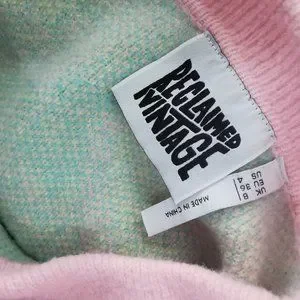 RECLAIMED
VINTAGE
UK 8
EU 36
US 4
MADE IN CHINA